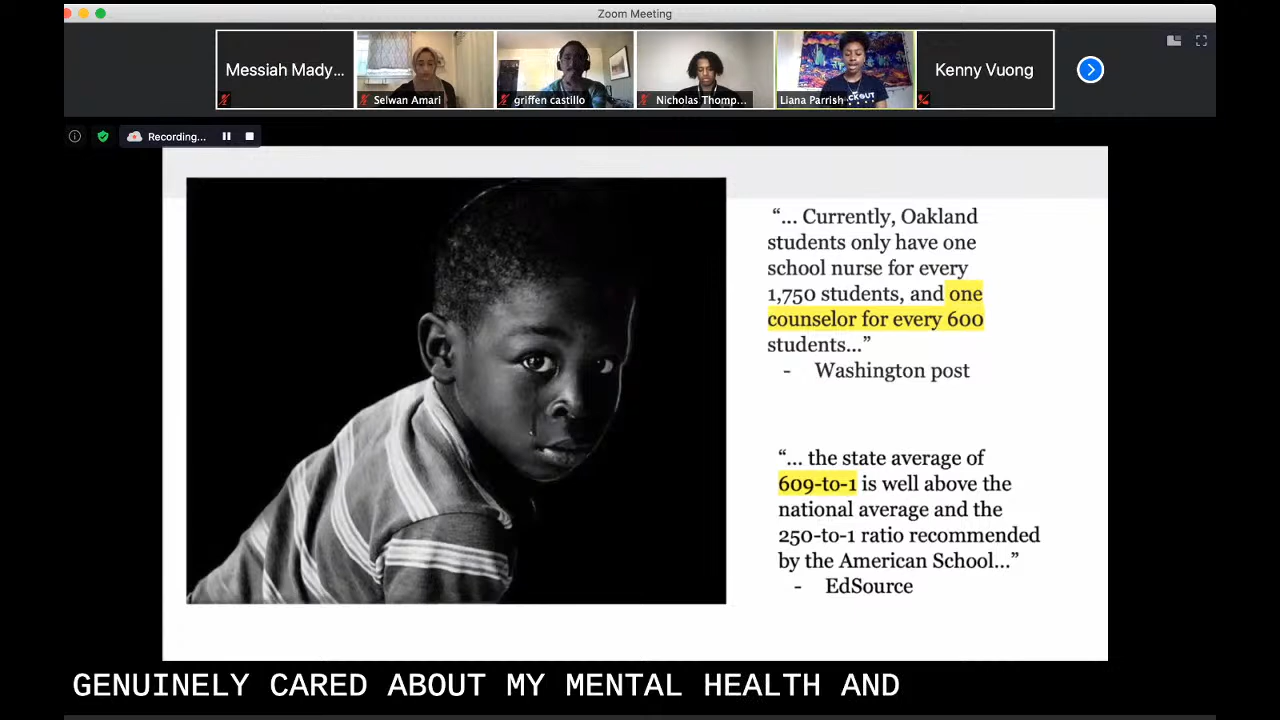 Zoom Meeting
Messiah Mady...
Selwan Amari
griffen castillo
Nicholas Thomp...
Liana Parrish
Kenny Vuong
Recording...
“... Currently, Oakland
students only have one
school nurse for every
1,750 students, and one
counselor for every 600
students...”
- Washington post
“... the state average of
609-to-1 is well above the
national average and the
250-to-1 ratio recommended
by the American School...”
- EdSource
GENUINELY CARED ABOUT MY MENTAL HEALTH AND